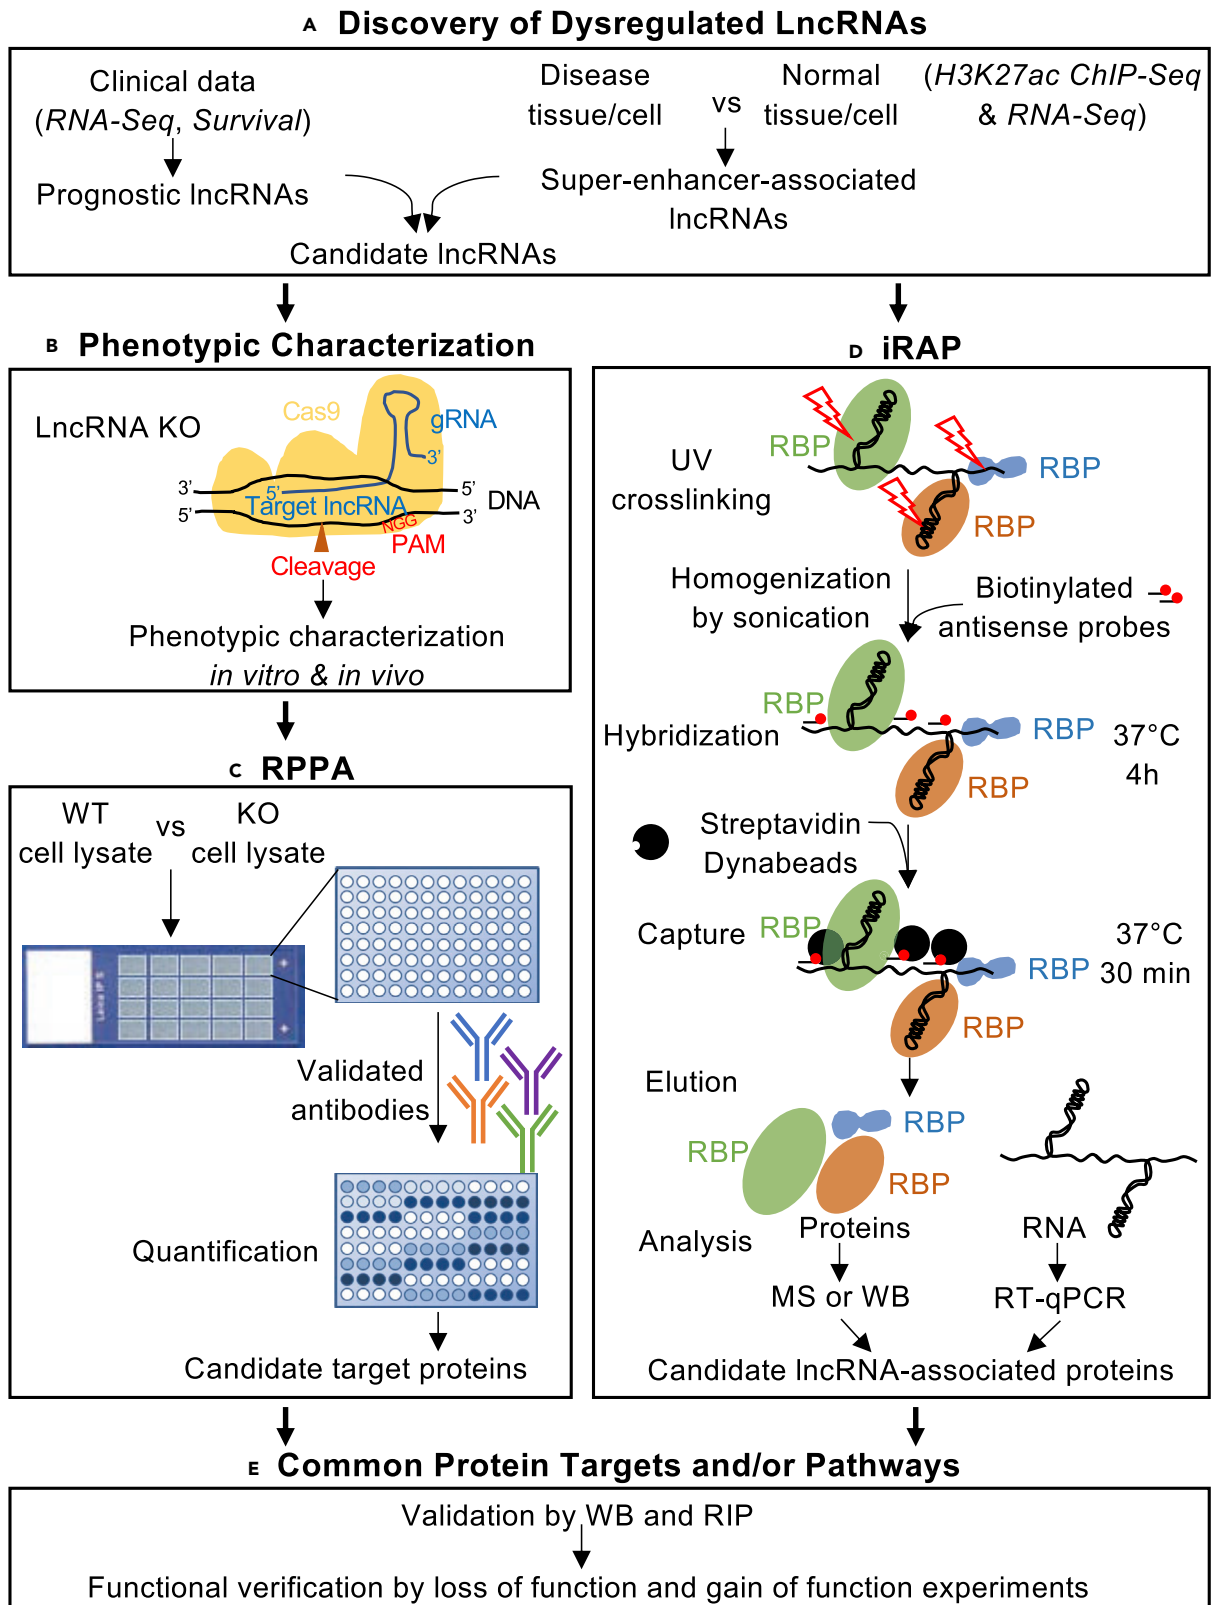 A Discovery of Dysregulated LncRNAs
Clinical data
(RNA-Seq, Survival)
Prognostic lncRNAs
Disease
tissue/cell
vs
Normal
tissue/cell
(H3K27ac ChIP-Seq
& RNA-Seq)
Super-enhancer-associated
lncRNAs
Candidate lncRNAs
B Phenotypic Characterization
LncRNA KO
Cas9
gRNA
3'
3'
5'
5'
DNA
Target lncRNA
5'
3'
NGG
PAM
Cleavage
Phenotypic characterization
in vitro & in vivo
C RPPA
WT
cell lysate
vs
KO
cell lysate
Validated
antibodies
Quantification
Candidate target proteins
D iRAP
UV
crosslinking
RBP
RBP
RBP
Homogenization
by sonication
Biotinylated
antisense probes
Hybridization
RBP
RBP
RBP
37°C
4h
Streptavidin
Dynabeads
Capture
RBP
RBP
RBP
37°C
30 min
Elution
RBP
RBP
RBP
Analysis
Proteins
RNA
MS or WB
RT-qPCR
Candidate lncRNA-associated proteins
E Common Protein Targets and/or Pathways
Validation by WB and RIP
Functional verification by loss of function and gain of function experiments